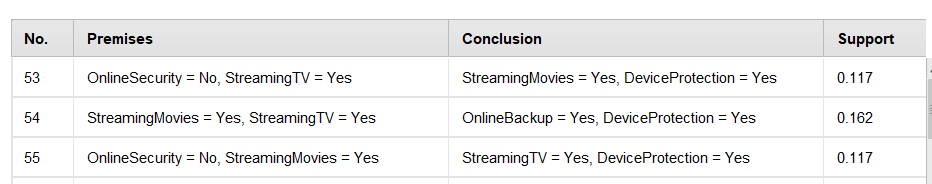 No. Premises Conclusion Support
53 OnlineSecurity = No, StreamingTV = Yes StreamingMovies = Yes, DeviceProtection = Yes 0.117
54 StreamingMovies = Yes, StreamingTV = Yes OnlineBackup = Yes, DeviceProtection = Yes 0.162
55 OnlineSecurity = No, StreamingMovies = Yes StreamingTV = Yes, DeviceProtection = Yes 0.117